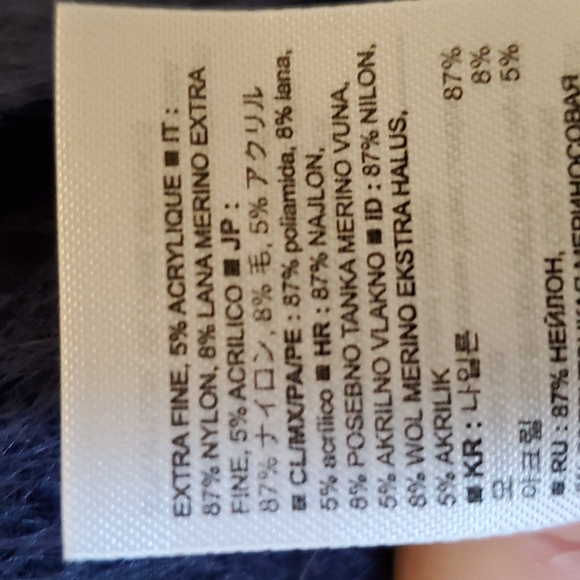 EXTRA FINE, 5% ACRYLIQUE ■ IT :
87% NYLON, 8% LANA MERINO EXTRA
FINE, 5% ACRILICO ■ JP :
87% ナイロン, 8% 毛, 5% アクリル
■ CL/MX/PA/PE : 87% poliamida, 8% lana,
5% acrílico ■ HR : 87% NAJLON,
8% POSEBNO TANKA MERINO VUNA,
5% AKRILNO VLAKNO ■ ID : 87% NILON,
8% WOL MERINO EKSTRA HALUS,
5% AKRILIK
■ KR : 나일론 87%
모 8%
아크릴 5%
■ RU : 87% НЕЙЛОН,
МЕРИНОСОВАЯ